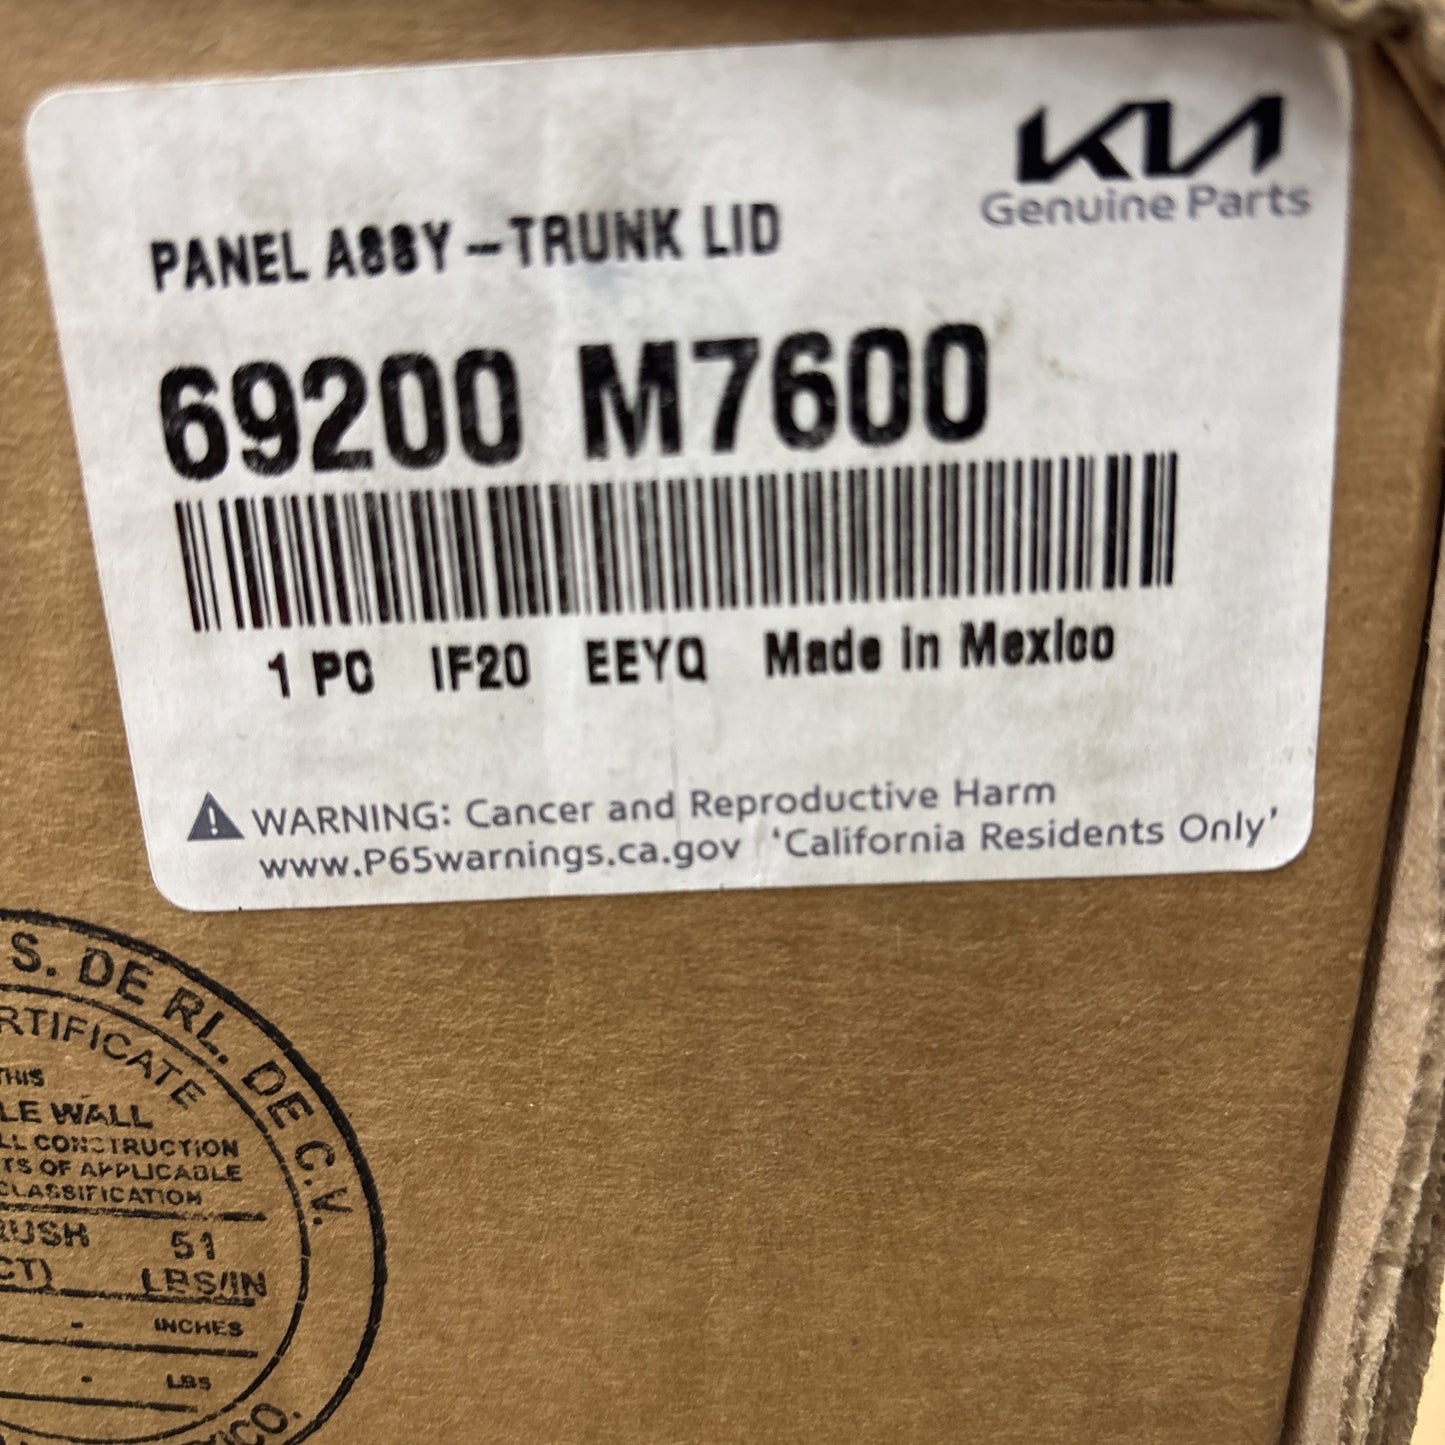 KIA
Genuine Parts
PANEL ASSY-TRUNK LID
69200 M7600
1 PC IF20 EEYQ Made in Mexico
WARNING: Cancer and Reproductive Harm
www.P65warnings.ca.gov 'California Residents Only'
S. DE RL. DE C.V.
RTIFICATE
THIS
LE WALL
LL CONSTRUCTION
TS OF APPLICABLE
CLASSIFICATION
RUSH 51
CT) LBS/IN
- INCHES
- LBS
XICO.